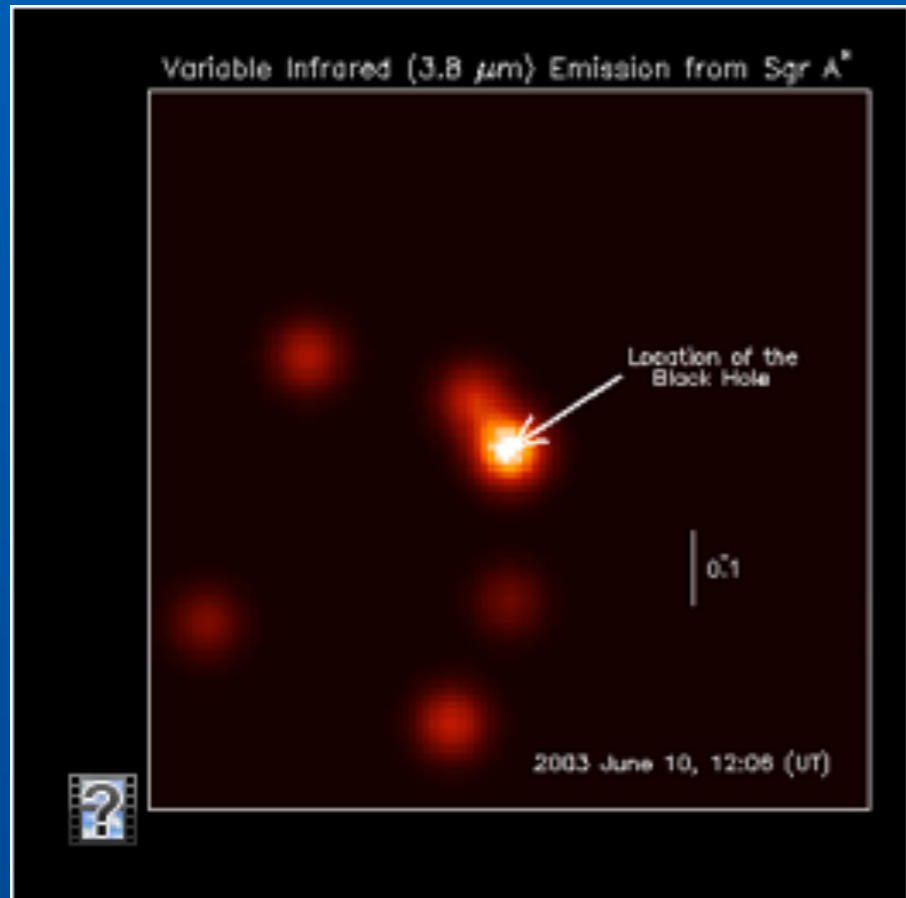 Variable Infrared (3.8 μm) Emission from Sgr A*
Location of the
Black Hole
0."1
2003 June 10, 12:06 (UT)
?